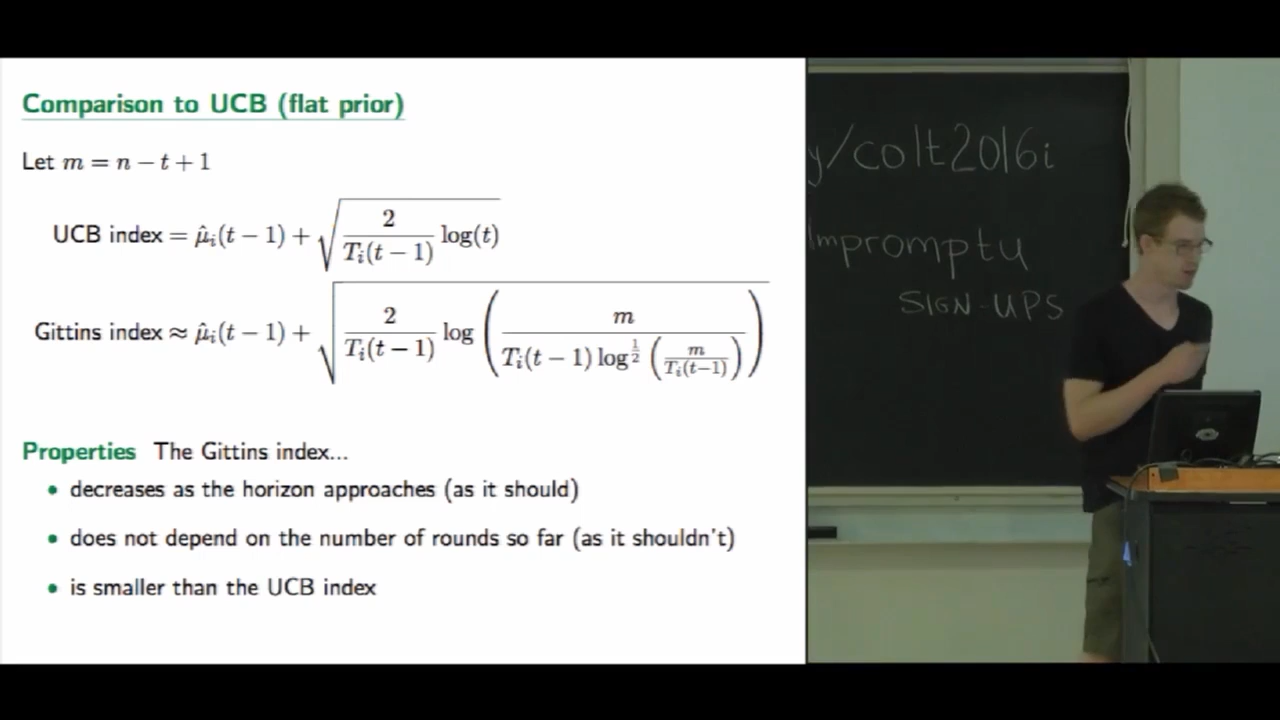 Comparison to UCB (flat prior)
Let m = n − t + 1
UCB index = μ̂ᵢ(t − 1) + √(2/Tᵢ(t − 1) log(t))
Gittins index ≈ μ̂ᵢ(t − 1) + √(2/Tᵢ(t − 1) log(m/(Tᵢ(t − 1) log^{1/2}(m/Tᵢ(t−1)))))
Properties The Gittins index...
• decreases as the horizon approaches (as it should)
• does not depend on the number of rounds so far (as it shouldn't)
• is smaller than the UCB index
y/colt2016i
Impromptu
SIGN-UPS